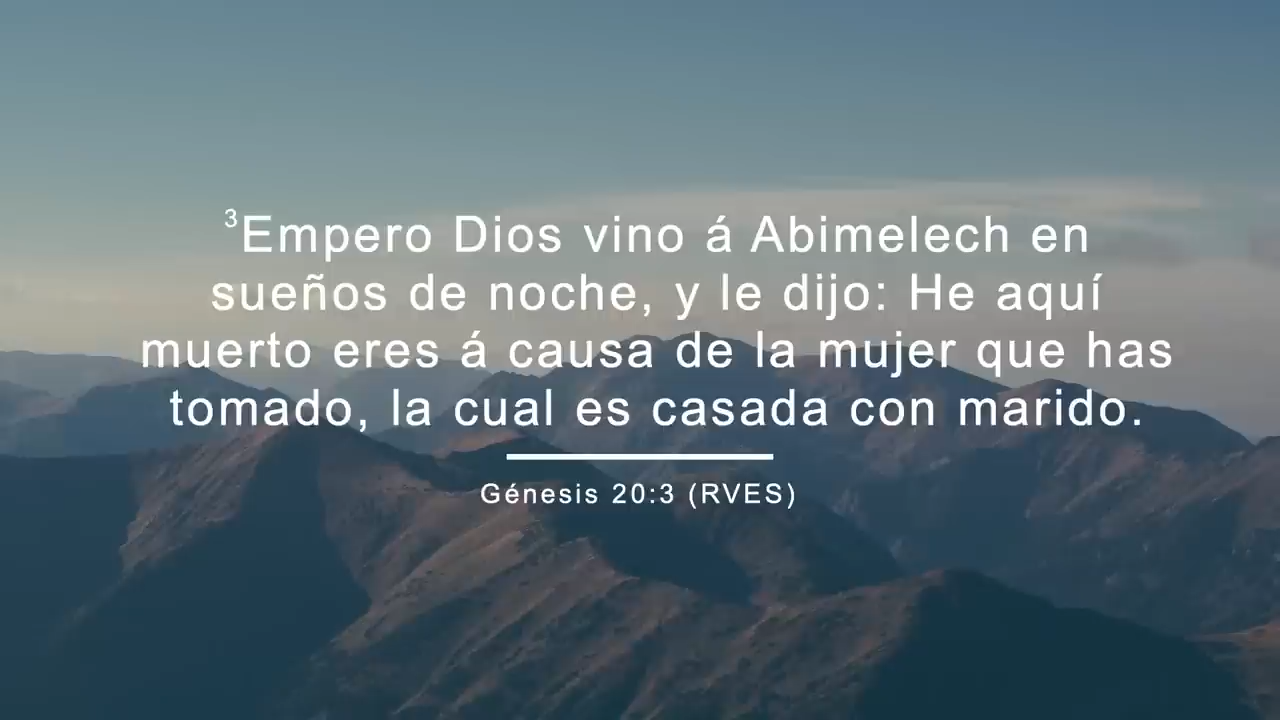 ³Empero Dios vino á Abimelech en
sueños de noche, y le dijo: He aquí
muerto eres á causa de la mujer que has
tomado, la cual es casada con marido.
Génesis 20:3 (RVES)